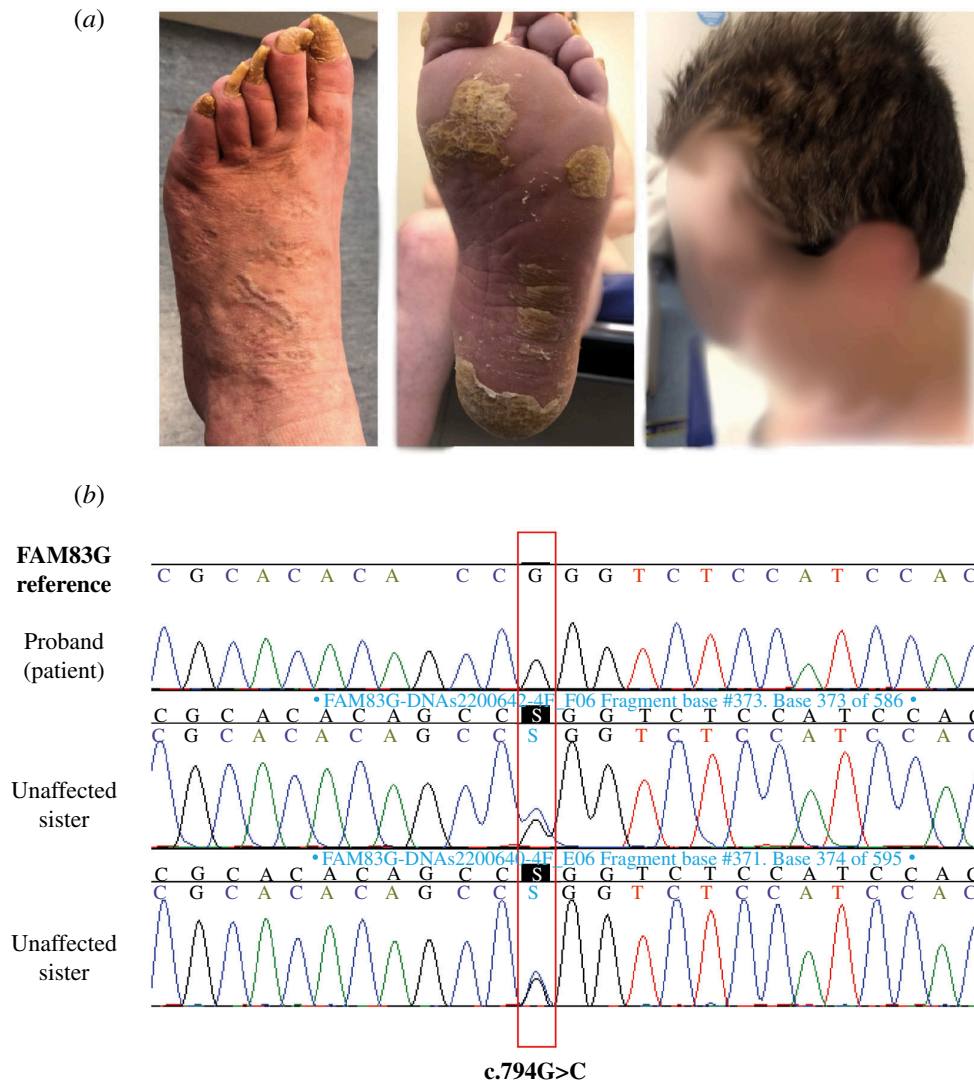 (a)
(b)
FAM83G
reference
C G C A C A C A C C G G G T C T C C A T C C A C
Proband
(patient)
• FAM83G-DNAs2200642-4F_F06 Fragment base #373. Base 373 of 586 •
C G C A C A C A G C C S G G T C T C C A T C C A C
C G C A C A C A G C C S G G T C T C C A T C C A C
Unaffected
sister
• FAM83G-DNAs2200640-4F_E06 Fragment base #371. Base 374 of 595 •
C G C A C A C A G C C S G G T C T C C A T C C A C
C G C A C A C A G C C S G G T C T C C A T C C A C
Unaffected
sister
c.794G>C